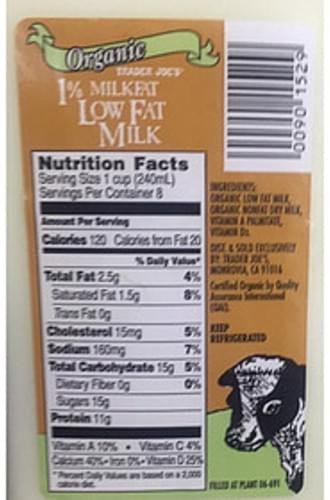 Organic
TRADER JOE'S
1% MILKFAT
LOW FAT
MILK
0090 1529
Nutrition Facts
Serving Size 1 cup (240mL)
Servings Per Container 8
Amount Per Serving
Calories 120 Calories from Fat 20
% Daily Value*
Total Fat 2.5g 4%
Saturated Fat 1.5g 8%
Trans Fat 0g
Cholesterol 15mg 5%
Sodium 160mg 7%
Total Carbohydrate 15g 5%
Dietary Fiber 0g 0%
Sugars 15g
Protein 11g
Vitamin A 10% • Vitamin C 4%
Calcium 40% • Iron 0% • Vitamin D 25%
*Percent Daily Values are based on a 2,000
calorie diet.
INGREDIENTS:
ORGANIC LOW FAT MILK,
ORGANIC NONFAT DRY MILK,
VITAMIN A PALMITATE,
VITAMIN D3.
DIST. & SOLD EXCLUSIVELY
BY: TRADER JOE'S,
MONROVIA, CA 91016
Certified Organic by Quality
Assurance International
(QAI).
KEEP
REFRIGERATED
FILLED AT PLANT 06-691